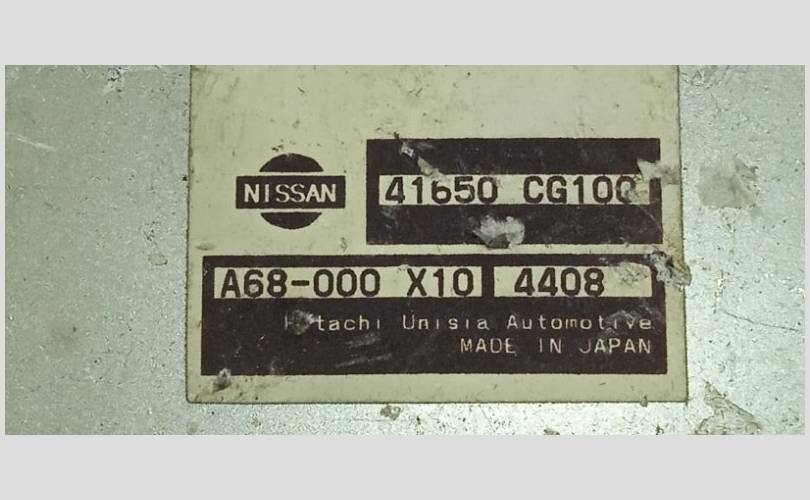 NISSAN
41650 CG100
A68-000 X10 4408
Hitachi Unisia Automotive
MADE IN JAPAN